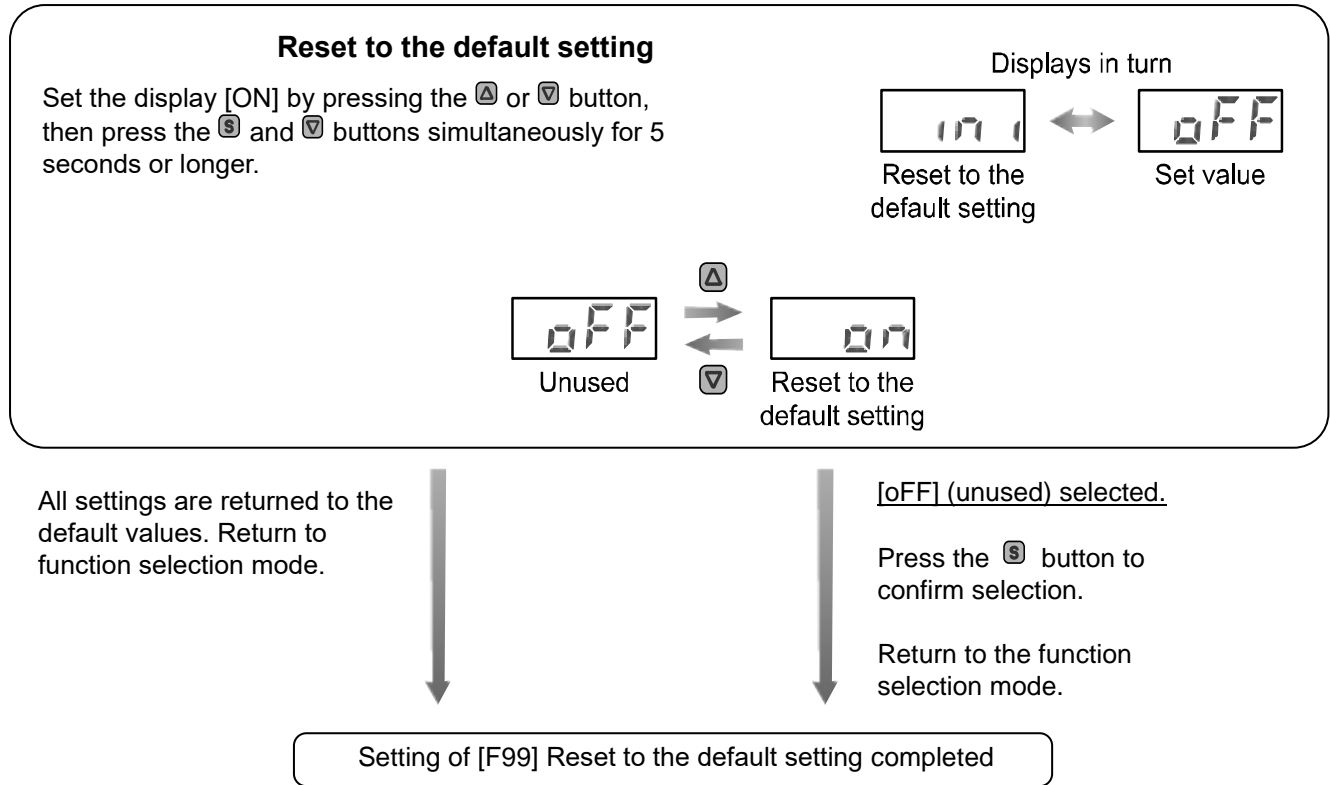 Reset to the default setting
Set the display [ON] by pressing the △ or ▽ button,
then press the S and ▽ buttons simultaneously for 5
seconds or longer.
Displays in turn
ini
oFF
Reset to the
default setting
Set value
△
oFF
on
Unused
▽
Reset to the
default setting
All settings are returned to the
default values. Return to
function selection mode.
[oFF] (unused) selected.
Press the S button to
confirm selection.
Return to the function
selection mode.
Setting of [F99] Reset to the default setting completed